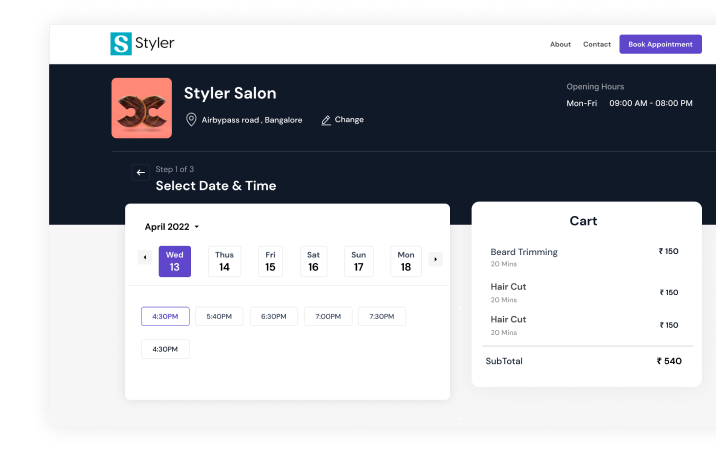 S Styler
About Contact Book Appointment
Styler Salon
Airbypass road , Bangalore Change
Opening Hours
Mon-Fri 09:00 AM - 08:00 PM
Step 1 of 3
Select Date & Time
April 2022
Wed Thus Fri Sat Sun Mon
13 14 15 16 17 18
4:30PM 5:40PM 6:30PM 7:00PM 7:30PM
4:30PM
Cart
Beard Trimming ₹ 150
20 Mins
Hair Cut ₹ 150
20 Mins
Hair Cut ₹ 150
20 Mins
SubTotal ₹ 540